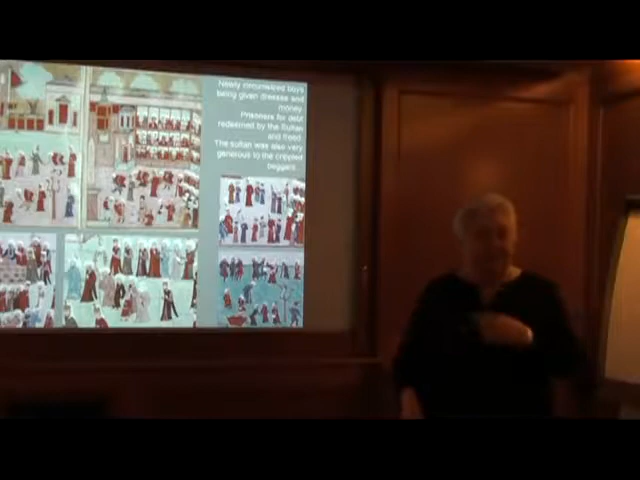 Newly circumcised boys
being given dresses and
money.
Prisoners for debt
redeemed by the Sultan
and freed.
The sultan was also very
generous to the crippled
beggars.